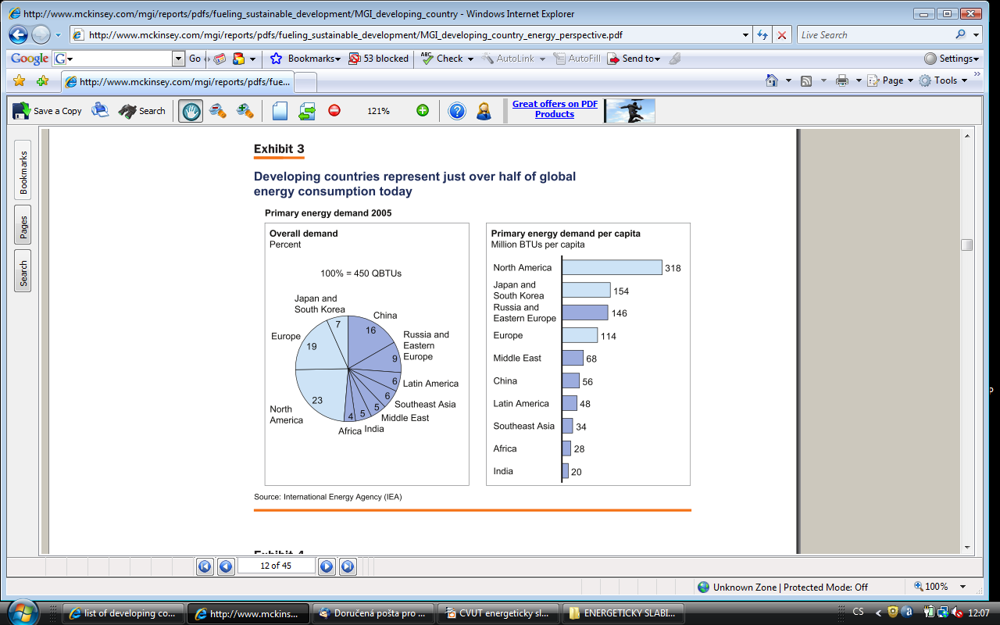 http://www.mckinsey.com/mgi/reports/pdfs/fueling_sustainable_development/MGI_developing_country - Windows Internet Explorer
http://www.mckinsey.com/mgi/reports/pdfs/fueling_sustainable_development/MGI_developing_country_energy_perspective.pdf
Live Search
Google G Go Bookmarks 53 blocked ABC Check AutoLink AutoFill Send to Settings
http://www.mckinsey.com/mgi/reports/pdfs/fue... Page Tools
Save a Copy Search 121% Great offers on PDF
Products
Bookmarks
Pages
Search
Exhibit 3
Developing countries represent just over half of global
energy consumption today
Primary energy demand 2005
Overall demand
Percent
100% = 450 QBTUs
Japan and
South Korea
7
China
16
Russia and
Eastern
Europe
9
Latin America
6
Southeast Asia
6
Middle East
5
India
5
Africa
4
North
America
23
Europe
19
Primary energy demand per capita
Million BTUs per capita
North America 318
Japan and
South Korea 154
Russia and
Eastern Europe 146
Europe 114
Middle East 68
China 56
Latin America 48
Southeast Asia 34
Africa 28
India 20
Source: International Energy Agency (IEA)
12 of 45
Unknown Zone | Protected Mode: Off 100%
list of developing co... http://www.mckins... Doručená pošta pro ... CVUT energeticky sl... ENERGETICKY SLABI... CS 12:07